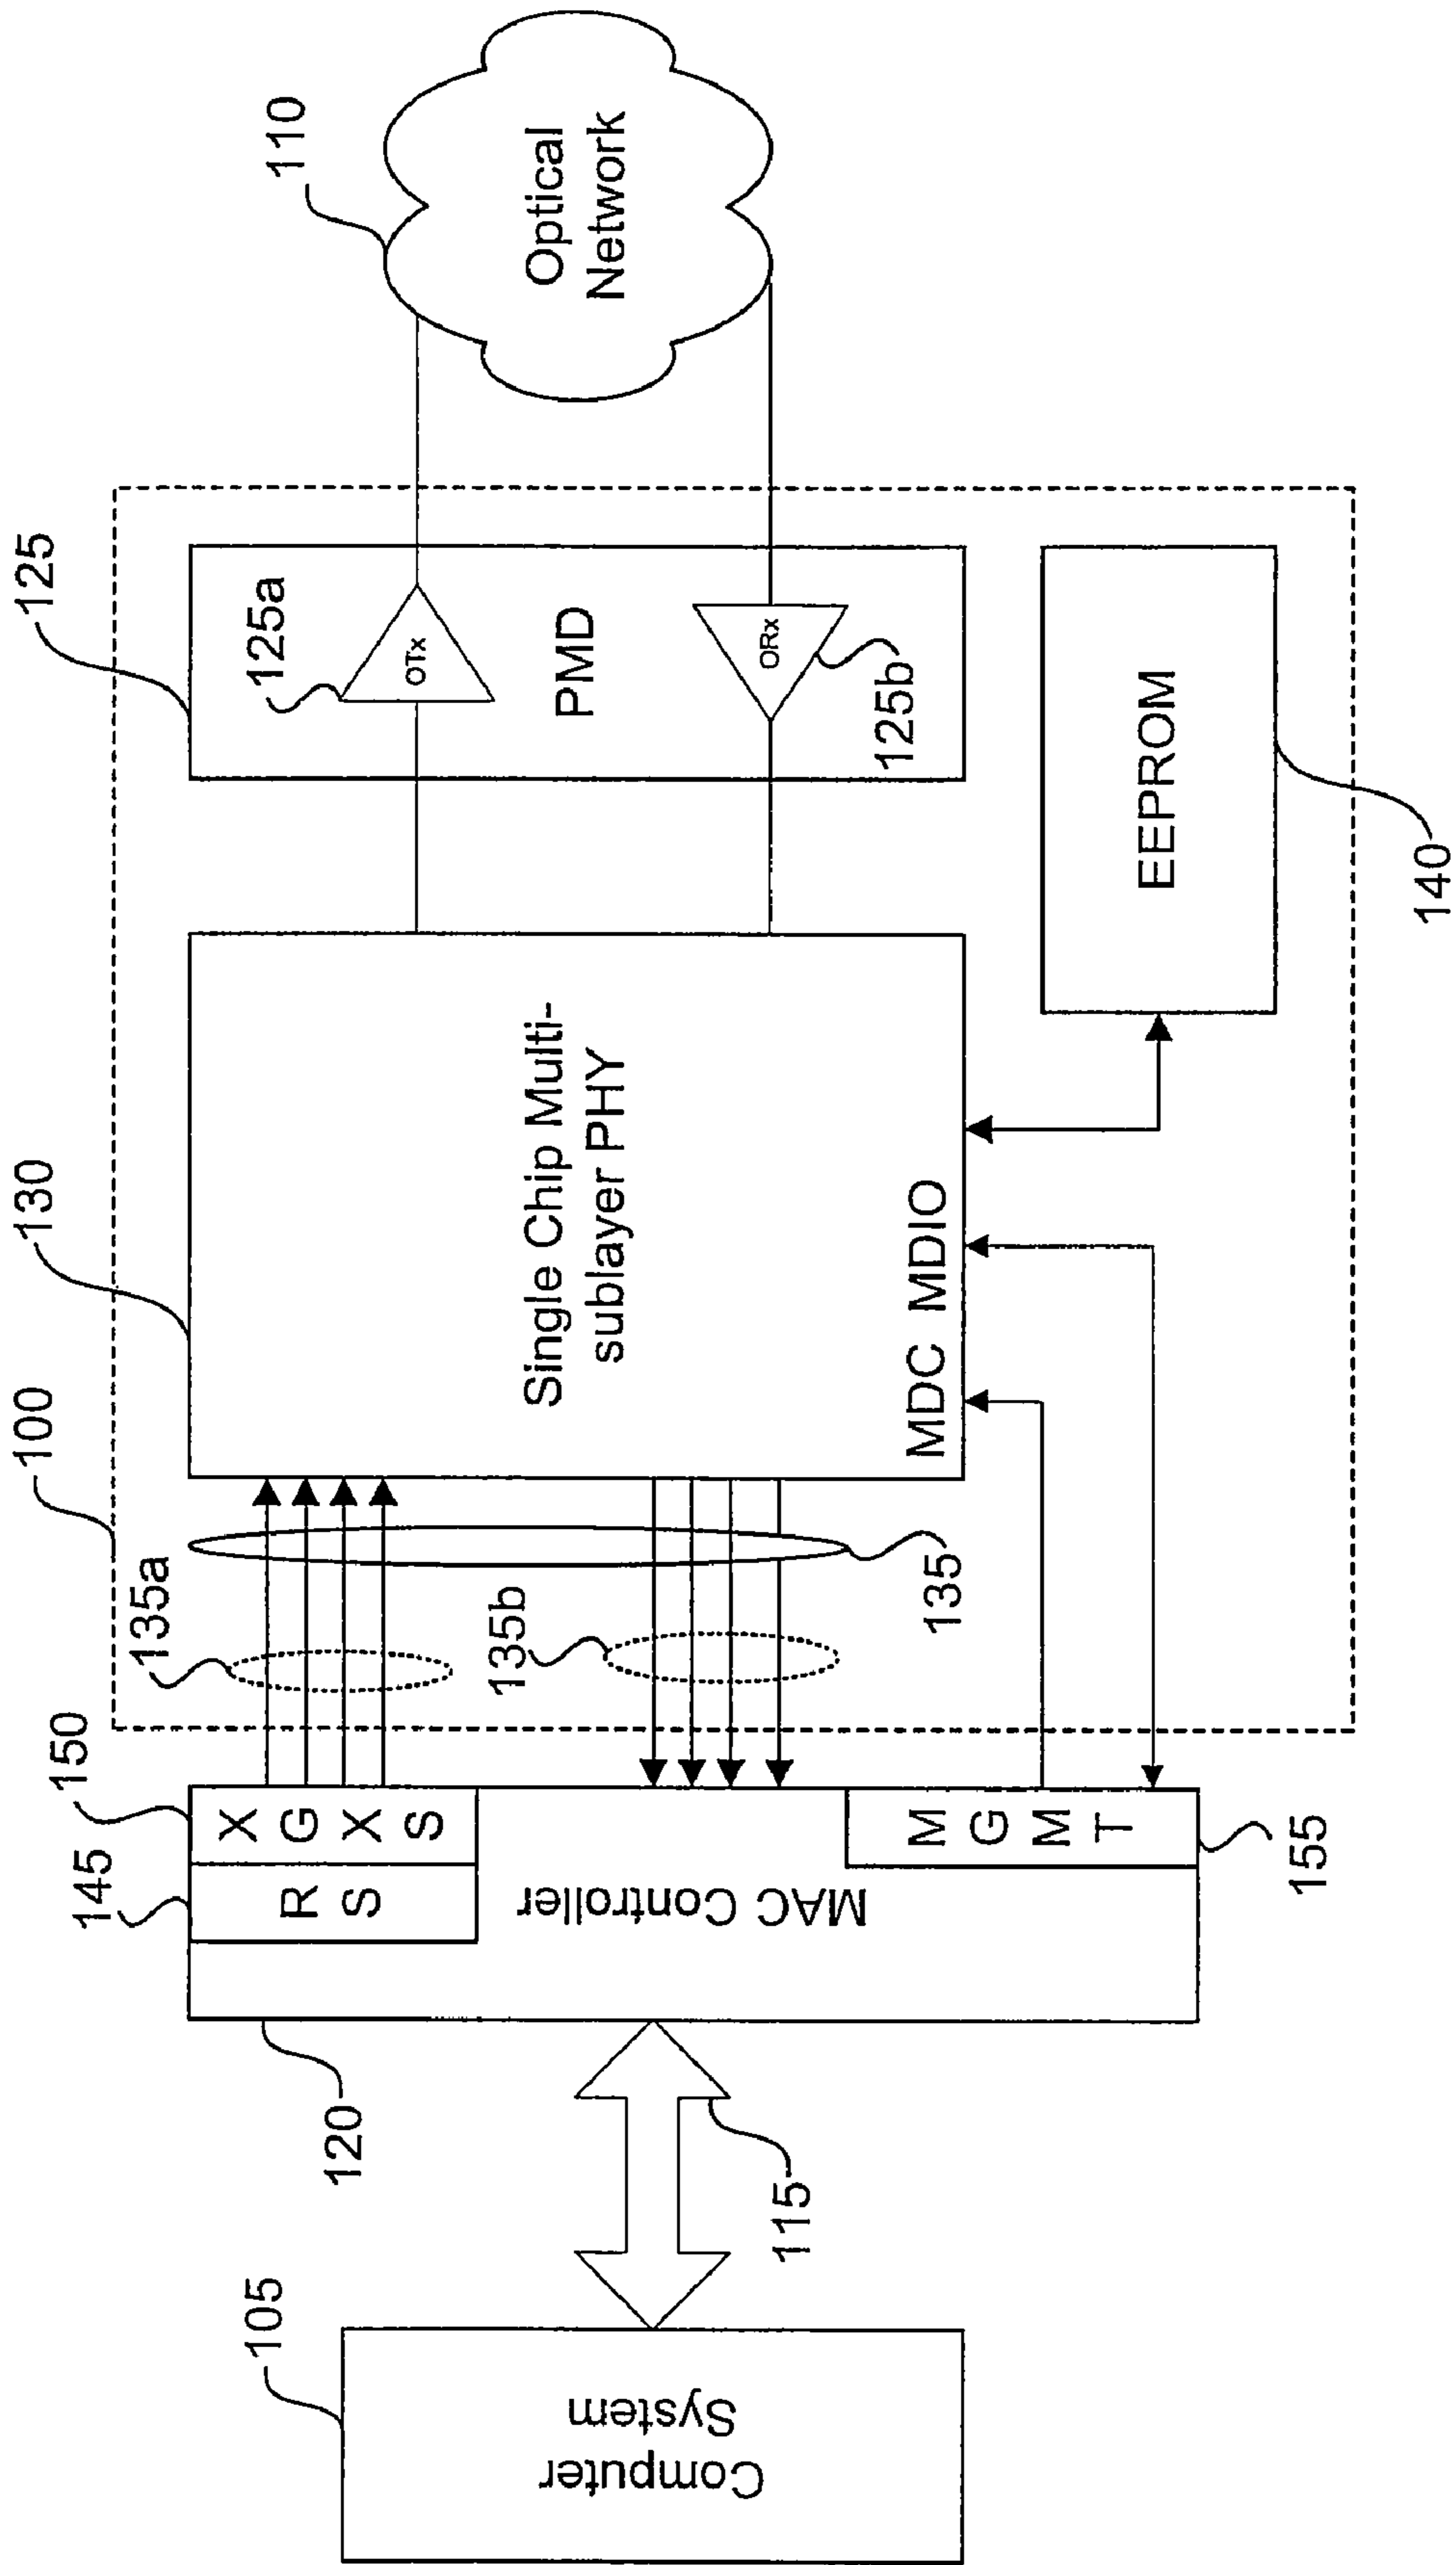 100
130
125
110
105
120
145
150
135a
135b
135
115
155
140
125a
125b
Computer
System
MAC Controller
R
S
X
G
X
S
M
G
M
T
Single Chip Multi-
sublayer PHY
MDC MDIO
OTx
PMD
ORx
EEPROM
Optical
Network